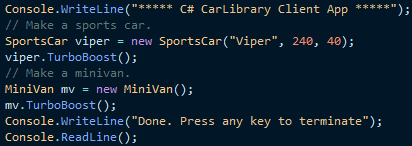 Console.WriteLine("***** C# CarLibrary Client App *****");
// Make a sports car.
SportsCar viper = new SportsCar("Viper", 240, 40);
viper.TurboBoost();
// Make a minivan.
MiniVan mv = new MiniVan();
mv.TurboBoost();
Console.WriteLine("Done. Press any key to terminate");
Console.ReadLine();